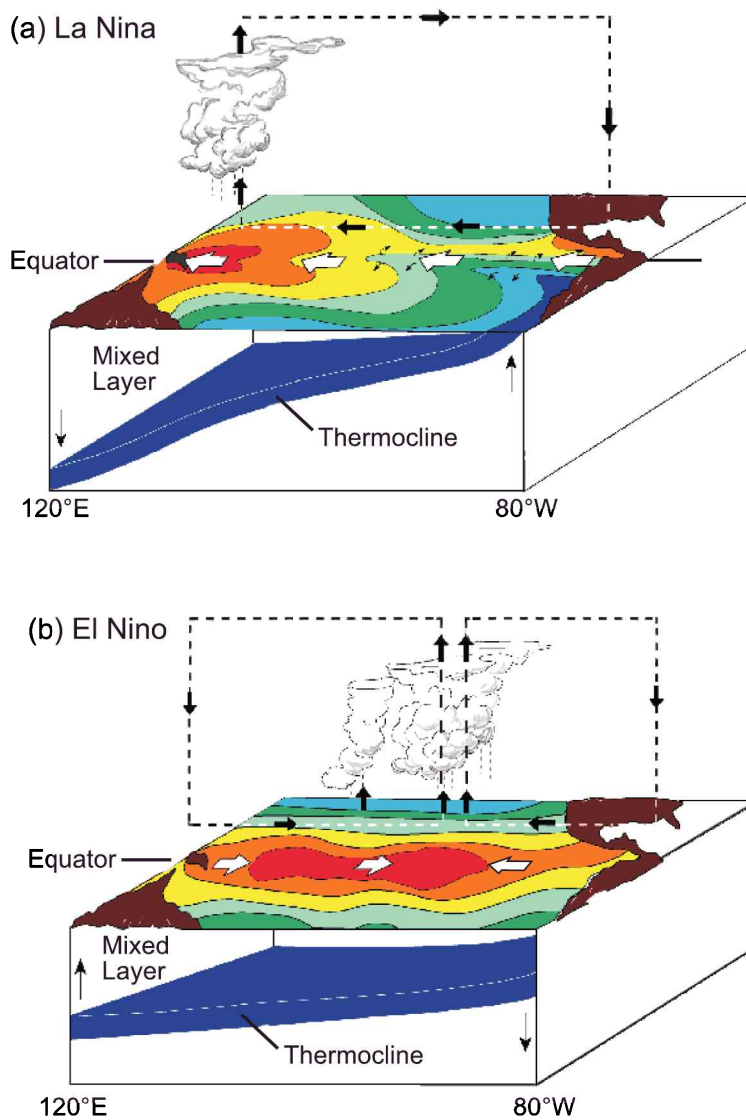 (a) La Nina
Equator
Mixed
Layer
Thermocline
120°E
80°W
(b) El Nino
Equator
Mixed
Layer
Thermocline
120°E
80°W